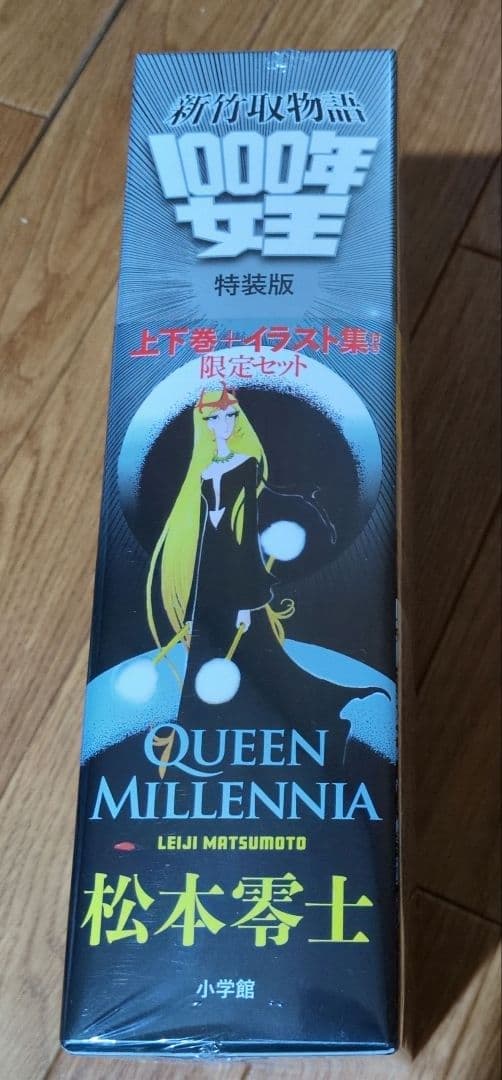 新竹取物語
1000年
女王
特装版
上下巻+イラスト集
限定セット
QUEEN
MILLENNIA
LEIJI MATSUMOTO
松本零士
小学館